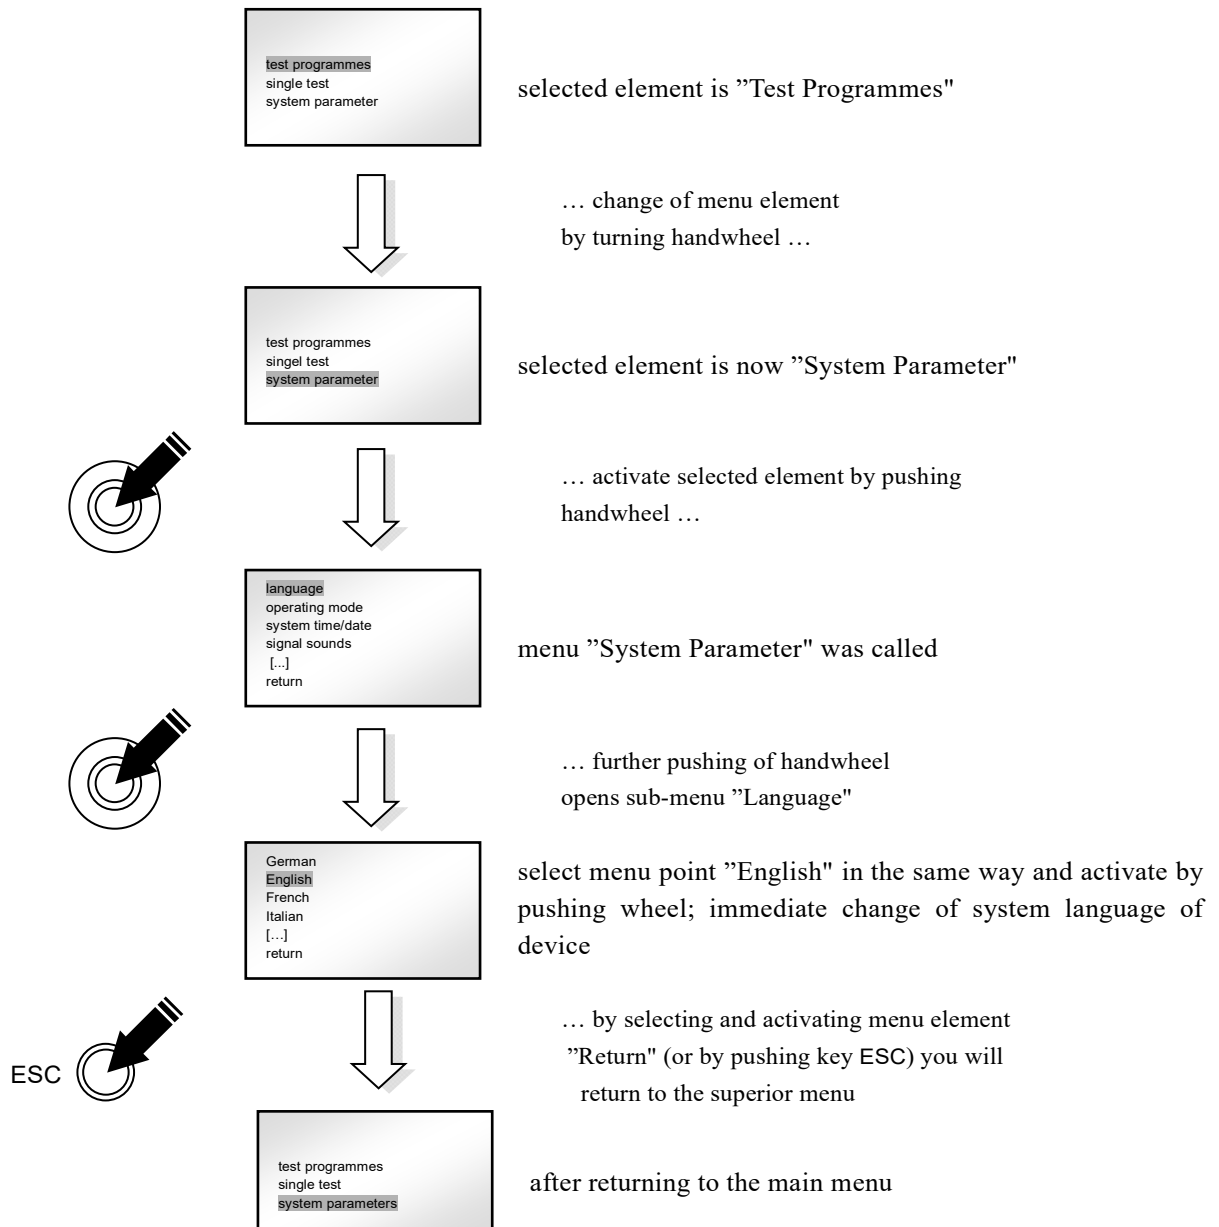 test programmes
single test
system parameter
selected element is ”Test Programmes"
… change of menu element
by turning handwheel …
test programmes
singel test
system parameter
selected element is now ”System Parameter"
… activate selected element by pushing
handwheel …
language
operating mode
system time/date
signal sounds
[...]
return
menu ”System Parameter" was called
… further pushing of handwheel
opens sub-menu ”Language"
German
English
French
Italian
[…]
return
select menu point ”English" in the same way and activate by
pushing wheel; immediate change of system language of
device
ESC
… by selecting and activating menu element
”Return" (or by pushing key ESC) you will
return to the superior menu
test programmes
single test
system parameters
after returning to the main menu